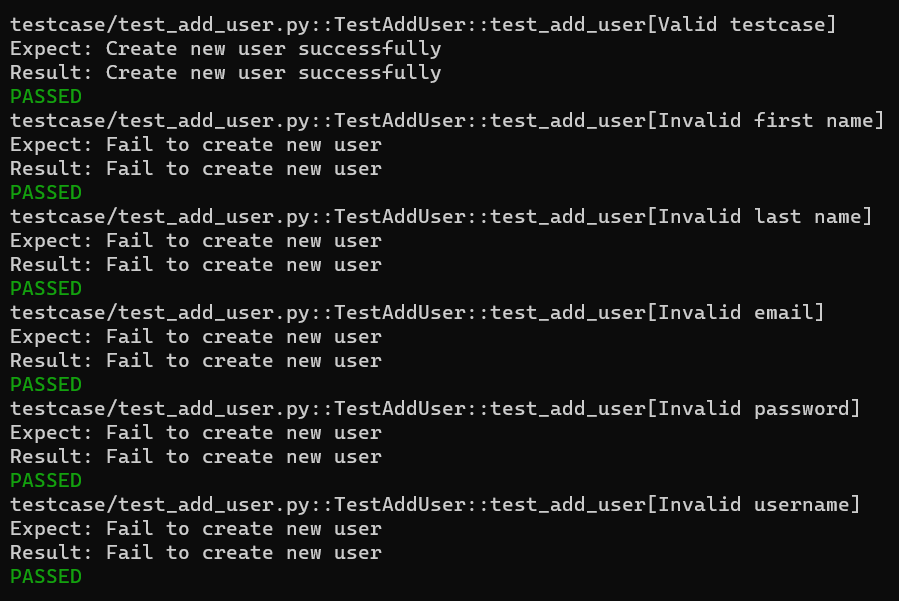 testcase/test_add_user.py::TestAddUser::test_add_user[Valid testcase]
Expect: Create new user successfully
Result: Create new user successfully
PASSED
testcase/test_add_user.py::TestAddUser::test_add_user[Invalid first name]
Expect: Fail to create new user
Result: Fail to create new user
PASSED
testcase/test_add_user.py::TestAddUser::test_add_user[Invalid last name]
Expect: Fail to create new user
Result: Fail to create new user
PASSED
testcase/test_add_user.py::TestAddUser::test_add_user[Invalid email]
Expect: Fail to create new user
Result: Fail to create new user
PASSED
testcase/test_add_user.py::TestAddUser::test_add_user[Invalid password]
Expect: Fail to create new user
Result: Fail to create new user
PASSED
testcase/test_add_user.py::TestAddUser::test_add_user[Invalid username]
Expect: Fail to create new user
Result: Fail to create new user
PASSED